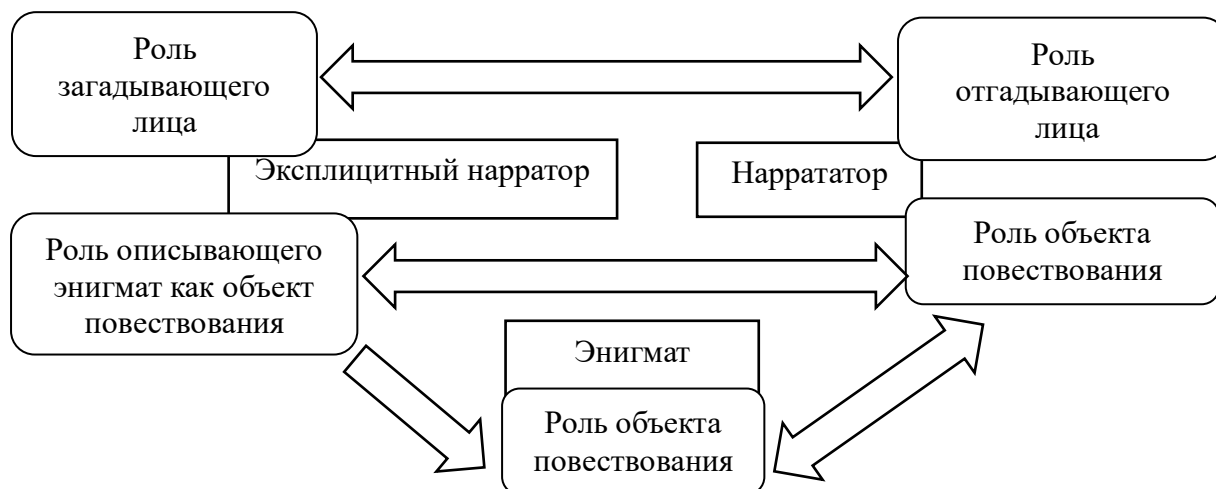 Роль
загадывающего
лица
Роль
отгадывающего
лица
Эксплицитный нарратор
Наррататор
Роль описывающего
энигмат как объект
повествования
Роль объекта
повествования
Энигмат
Роль объекта
повествования